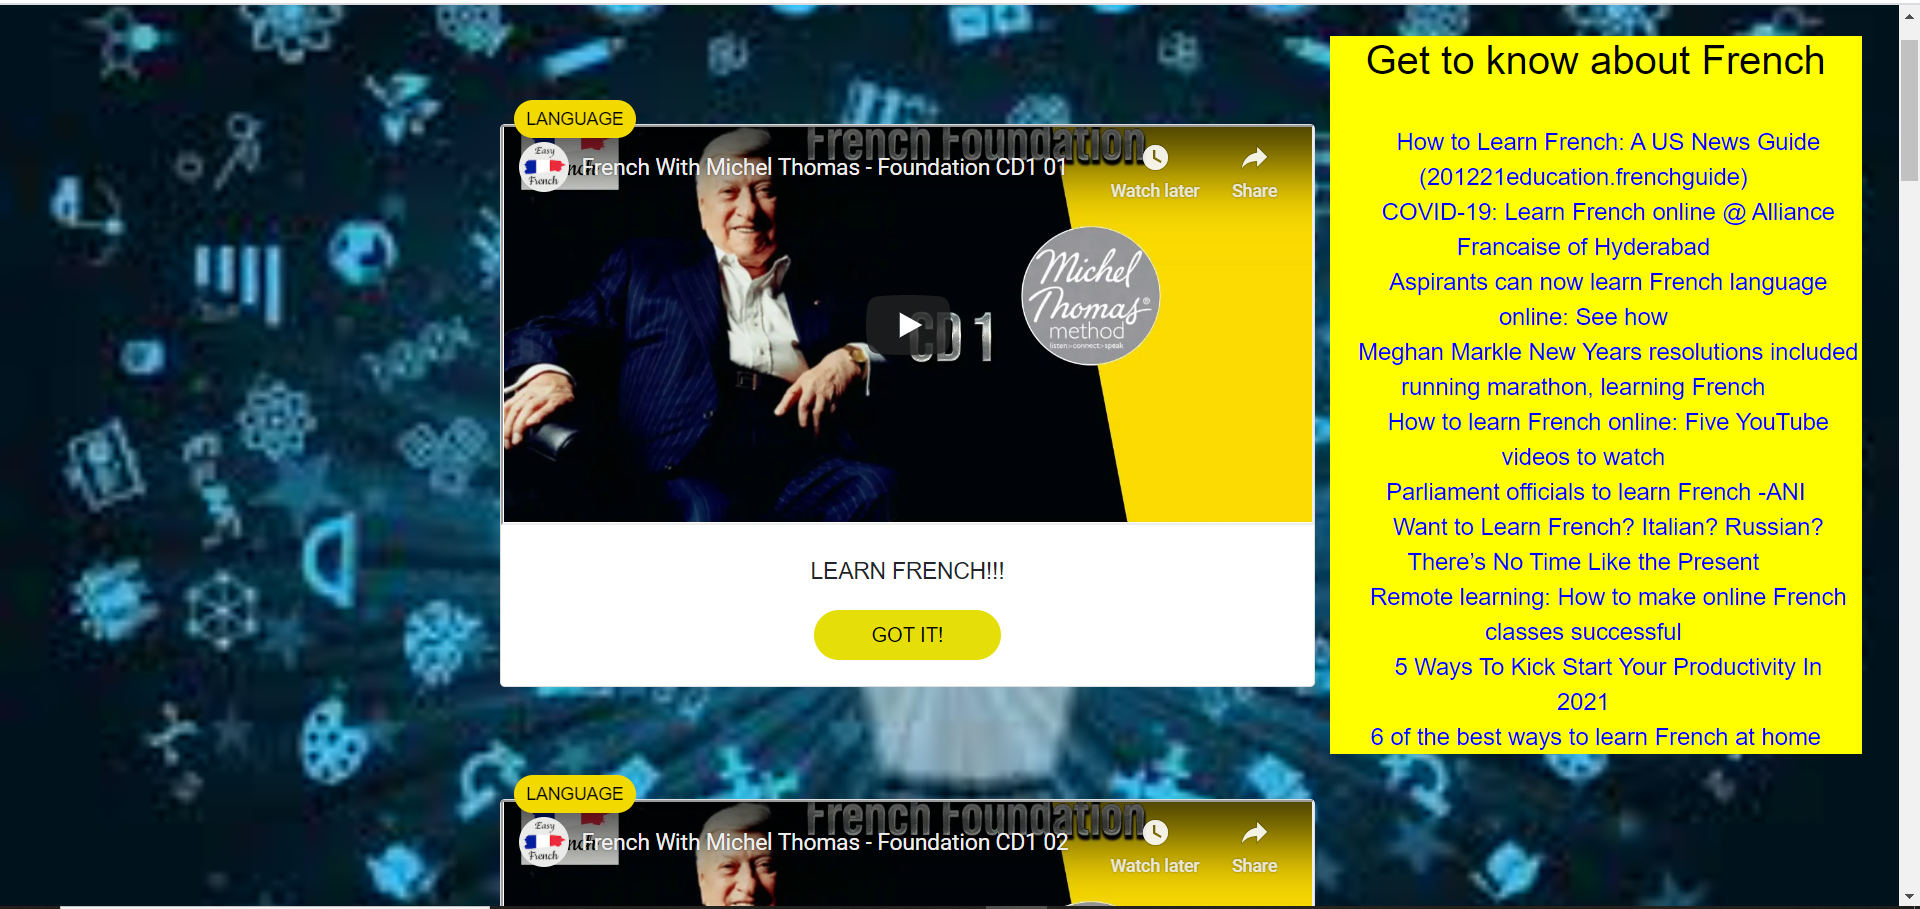 LANGUAGE
French Foundation
Easy
French
French With Michel Thomas - Foundation CD1 01
Watch later
Share
Michel
Thomas®
method
listen>connect>speak
CD 1
LEARN FRENCH!!!
GOT IT!
LANGUAGE
French Foundation
Easy
French
French With Michel Thomas - Foundation CD1 02
Watch later
Share
Get to know about French
How to Learn French: A US News Guide
(201221education.frenchguide)
COVID-19: Learn French online @ Alliance
Francaise of Hyderabad
Aspirants can now learn French language
online: See how
Meghan Markle New Years resolutions included
running marathon, learning French
How to learn French online: Five YouTube
videos to watch
Parliament officials to learn French -ANI
Want to Learn French? Italian? Russian?
There’s No Time Like the Present
Remote learning: How to make online French
classes successful
5 Ways To Kick Start Your Productivity In
2021
6 of the best ways to learn French at home